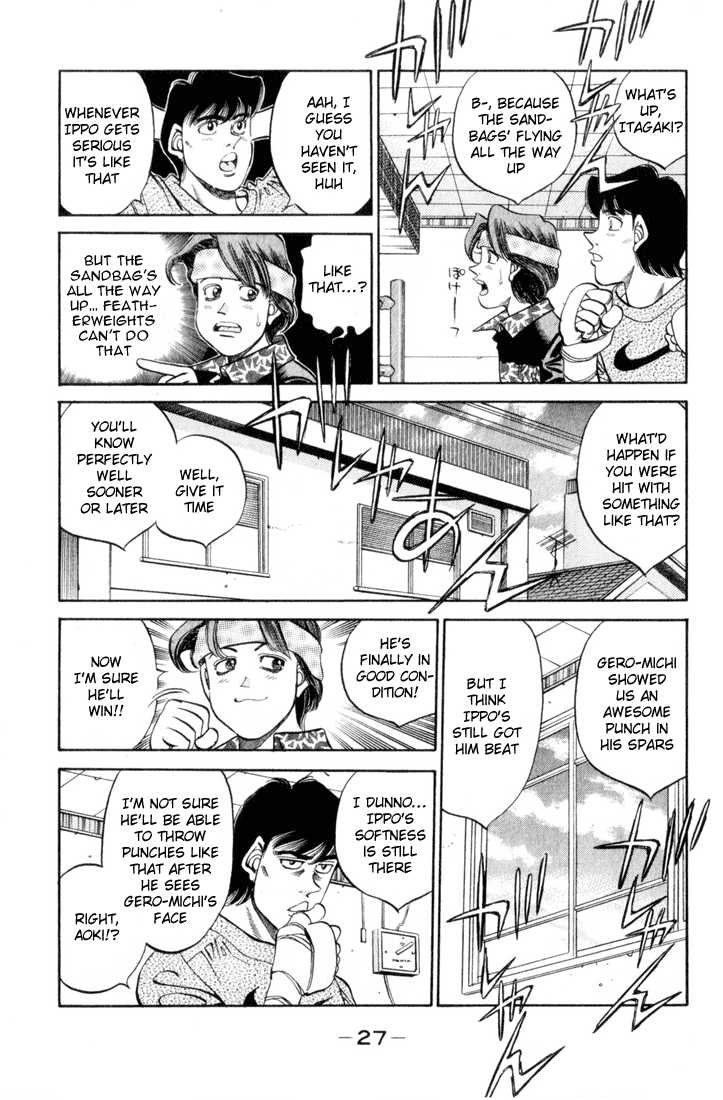 WHAT'S
UP,
ITAGAKI?
B-, BECAUSE
THE SAND-
BAGS' FLYING
ALL THE WAY
UP
ぽけーっ
AAH, I
GUESS
YOU
HAVEN'T
SEEN IT,
HUH
WHENEVER
IPPO GETS
SERIOUS
IT'S LIKE
THAT
LIKE
THAT...?
BUT THE
SANDBAG'S
ALL THE WAY
UP... FEATH-
ERWEIGHTS
CAN'T DO
THAT
WHAT'D
HAPPEN IF
YOU WERE
HIT WITH
SOMETHING
LIKE THAT?
WELL,
GIVE IT
TIME
YOU'LL
KNOW
PERFECTLY
WELL
SOONER
OR LATER
GERO-MICHI
SHOWED
US AN
AWESOME
PUNCH IN
HIS SPARS
BUT I
THINK
IPPO'S
STILL GOT
HIM BEAT
HE'S
FINALLY IN
GOOD CON-
DITION!
NOW
I'M SURE
HE'LL
WIN!!
I DUNNO...
IPPO'S
SOFTNESS
IS STILL
THERE
I'M NOT SURE
HE'LL BE ABLE
TO THROW
PUNCHES LIKE
THAT AFTER
HE SEES
GERO-MICHI'S
FACE
RIGHT,
AOKI!?
-27-